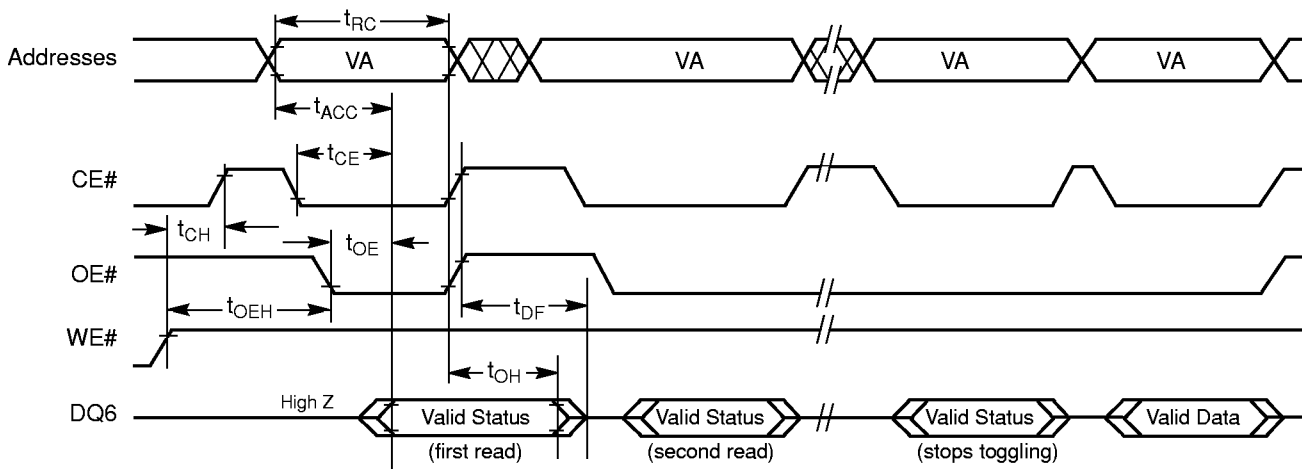 tRC
Addresses VA VA VA VA
tACC
tCE
CE#
tCH tOE
OE#
tOEH tDF
WE#
tOH
DQ6 High Z Valid Status Valid Status Valid Status Valid Data
(first read) (second read) (stops toggling)